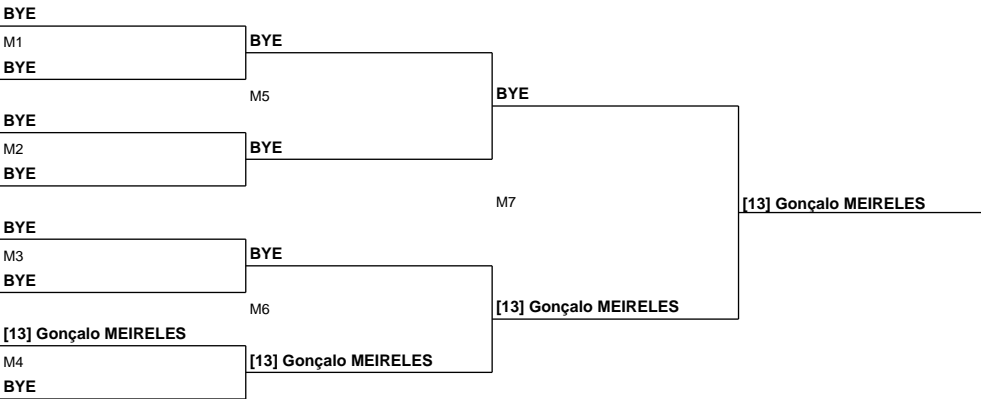 BYE
M1
BYE
BYE
M5
BYE
M2
BYE
BYE
BYE
M7
BYE
M3
BYE
BYE
M6
[13] Gonçalo MEIRELES
M4
BYE
[13] Gonçalo MEIRELES
[13] Gonçalo MEIRELES
[13] Gonçalo MEIRELES